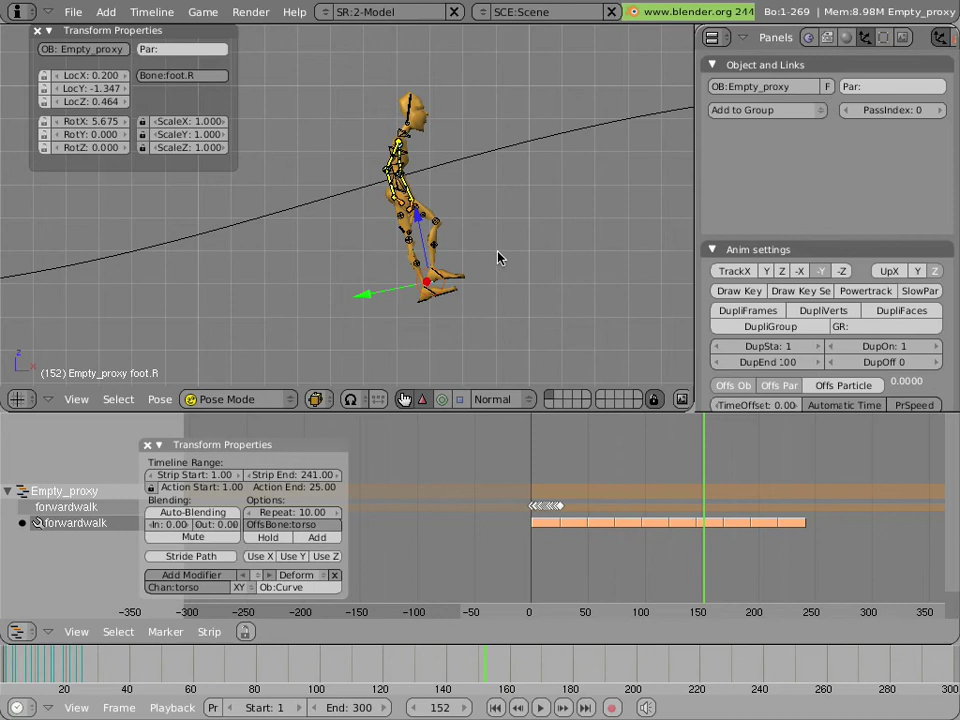 File Add Timeline Game Render Help SR:2-Model SCE:Scene www.blender.org 244 Bo:1-269 | Mem:8.98M Empty_proxy
Transform Properties
OB: Empty_proxy Par:
LocX: 0.200 Bone:foot.R
LocY: -1.347
LocZ: 0.464
RotX: 5.675 ScaleX: 1.000
RotY: 0.000 ScaleY: 1.000
RotZ: 0.000 ScaleZ: 1.000
z
x
(152) Empty_proxy foot.R
View Select Pose Pose Mode Normal
Panels
Object and Links
OB:Empty_proxy F Par:
Add to Group PassIndex: 0
Anim settings
TrackX Y Z -X -Y -Z UpX Y Z
Draw Key Draw Key Se Powertrack SlowPar
DupliFrames DupliVerts DupliFaces
DupliGroup GR:
DupSta: 1 DupOn: 1
DupEnd :00 DupOff 0
Offs Ob Offs Par Offs Particle 0.0000
TimeOffset: 0.00 Automatic Time PrSpeed
Transform Properties
Timeline Range:
Strip Start: 1.00 Strip End: 241.00
Action Start: 1.00 Action End: 25.00
Blending: Options:
Auto-Blending Repeat: 10.00
In: 0.00 Out: 0.00 OffsBone:torso
Mute Hold Add
Stride Path Use X Use Y Use Z
Add Modifier Deform x
Chan:torso XY Ob:Curve
Empty_proxy
forwardwalk
forwardwalk
-350 -300 -250 -200 -150 -100 -50 0 50 100 150 200 250 300 350
View Select Marker Strip
20 40 60 80 100 120 140 160 180 200 220 240 260 280 300
View Frame Playback Pr Start: 1 End: 300 152